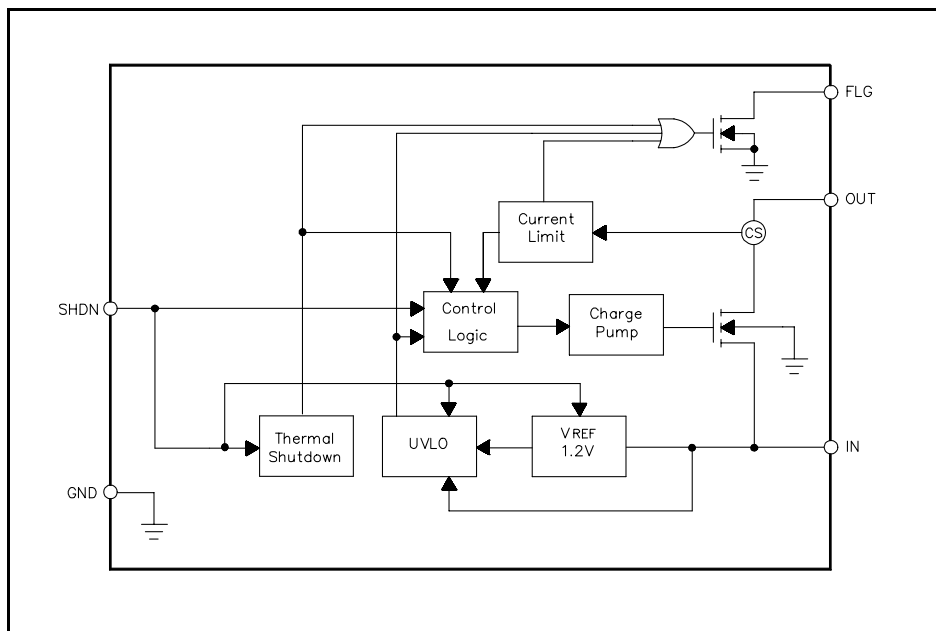 FLG
OUT
Current
Limit
CS
SHDN
Control
Logic
Charge
Pump
Thermal
Shutdown
UVLO
VREF
1.2V
IN
GND